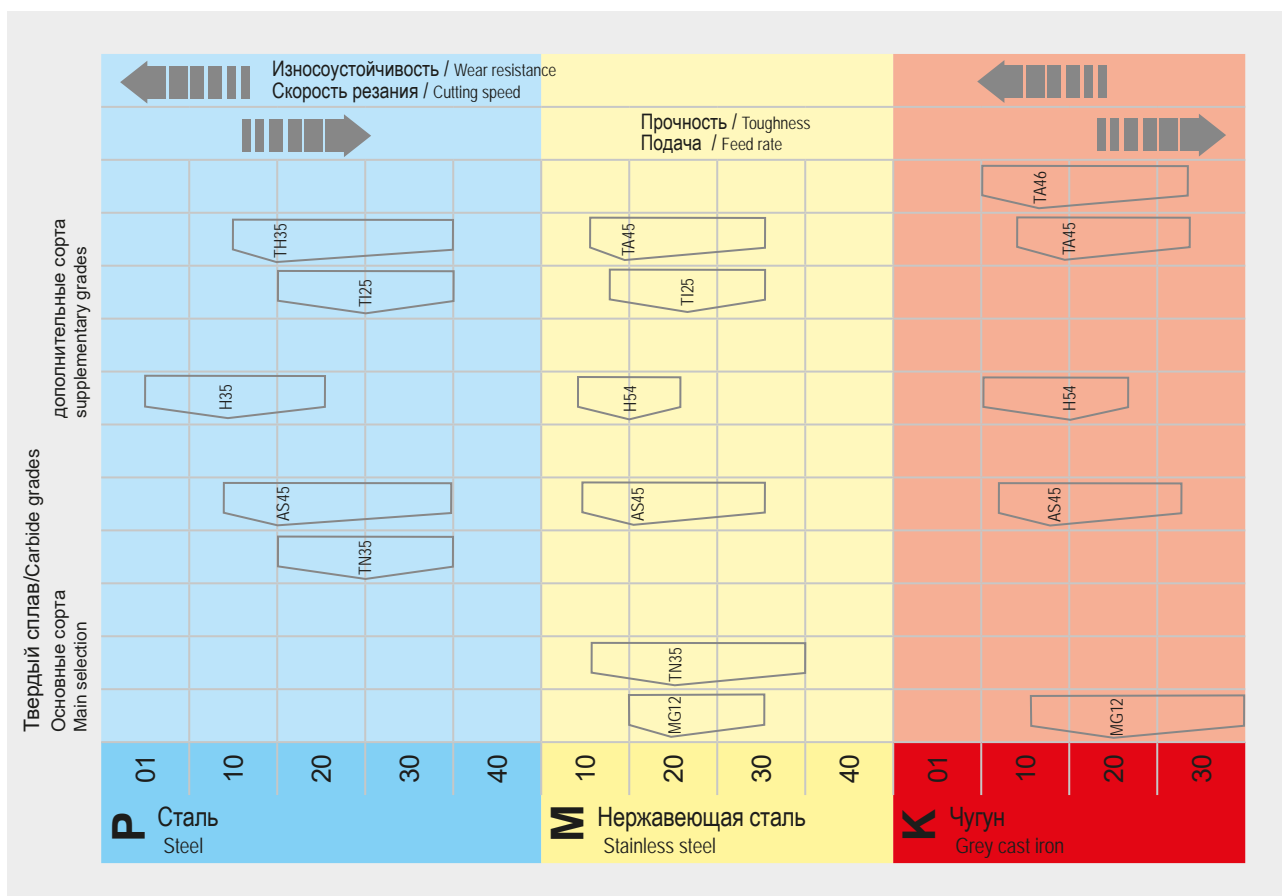 Износоустойчивость / Wear resistance
Скорость резания / Cutting speed
Прочность / Toughness
Подача / Feed rate
Твердый сплав/Carbide grades
дополнительные сорта
supplementary grades
Основные сорта
Main selection
TA46
TH35
TA45
TA45
TI25
TI25
H35
H54
H54
AS45
AS45
AS45
TN35
TN35
MG12
MG12
01 10 20 30 40 10 20 30 40 01 10 20 30
P Сталь
Steel
M Нержавеющая сталь
Stainless steel
K Чугун
Grey cast iron